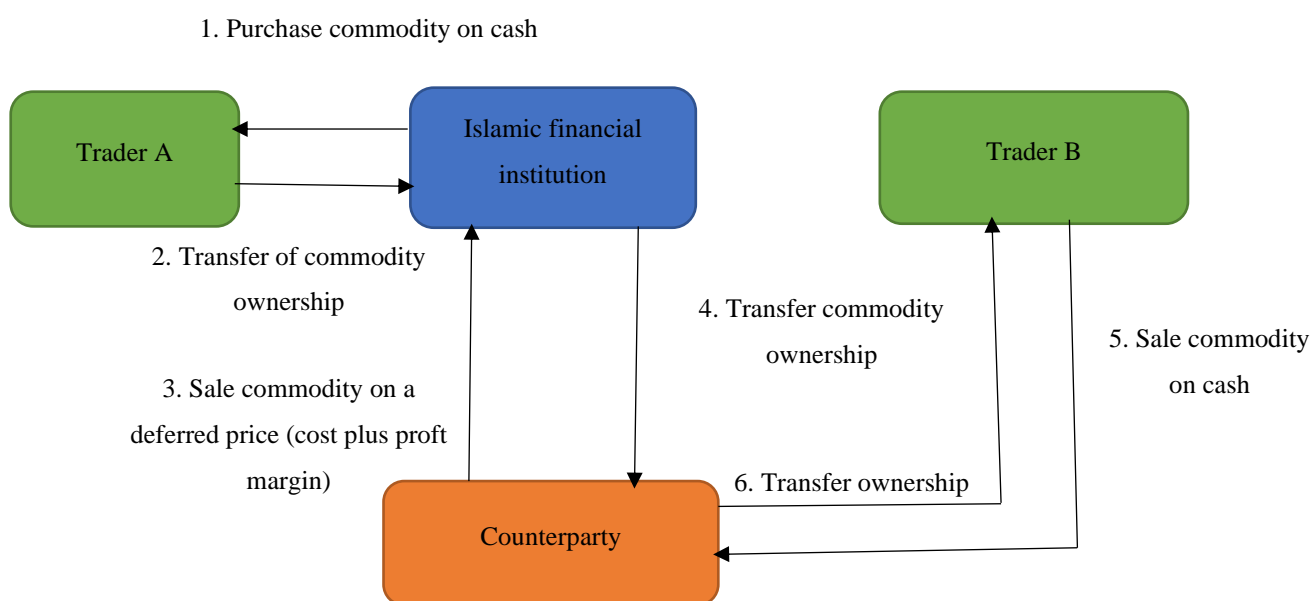 1. Purchase commodity on cash
Trader A
Islamic financial
institution
Trader B
2. Transfer of commodity
ownership
3. Sale commodity on a
deferred price (cost plus proft
margin)
4. Transfer commodity
ownership
5. Sale commodity
on cash
6. Transfer ownership
Counterparty